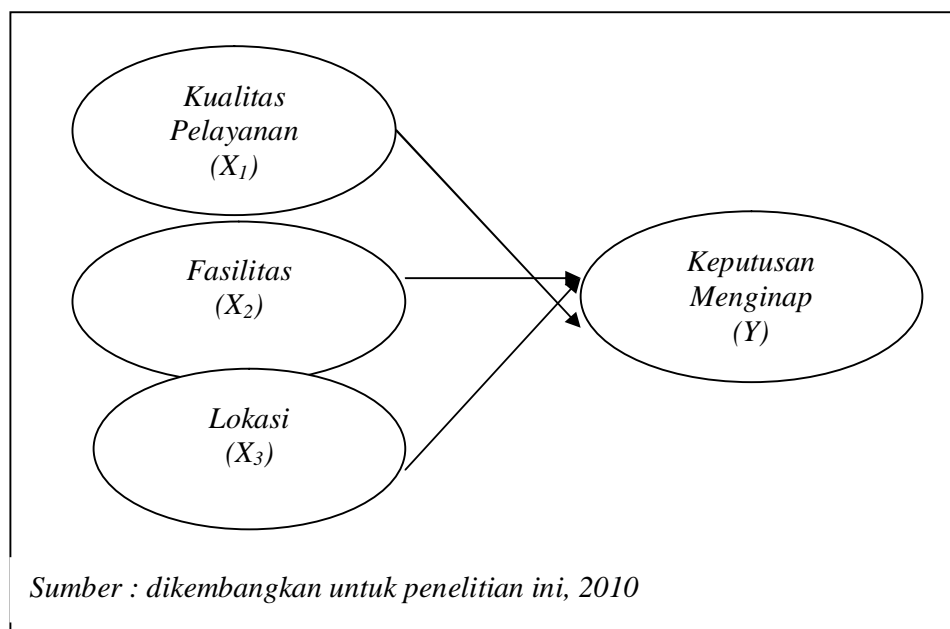 Kualitas
Pelayanan
(X₁)
Fasilitas
(X₂)
Lokasi
(X₃)
Keputusan
Menginap
(Y)
Sumber : dikembangkan untuk penelitian ini, 2010